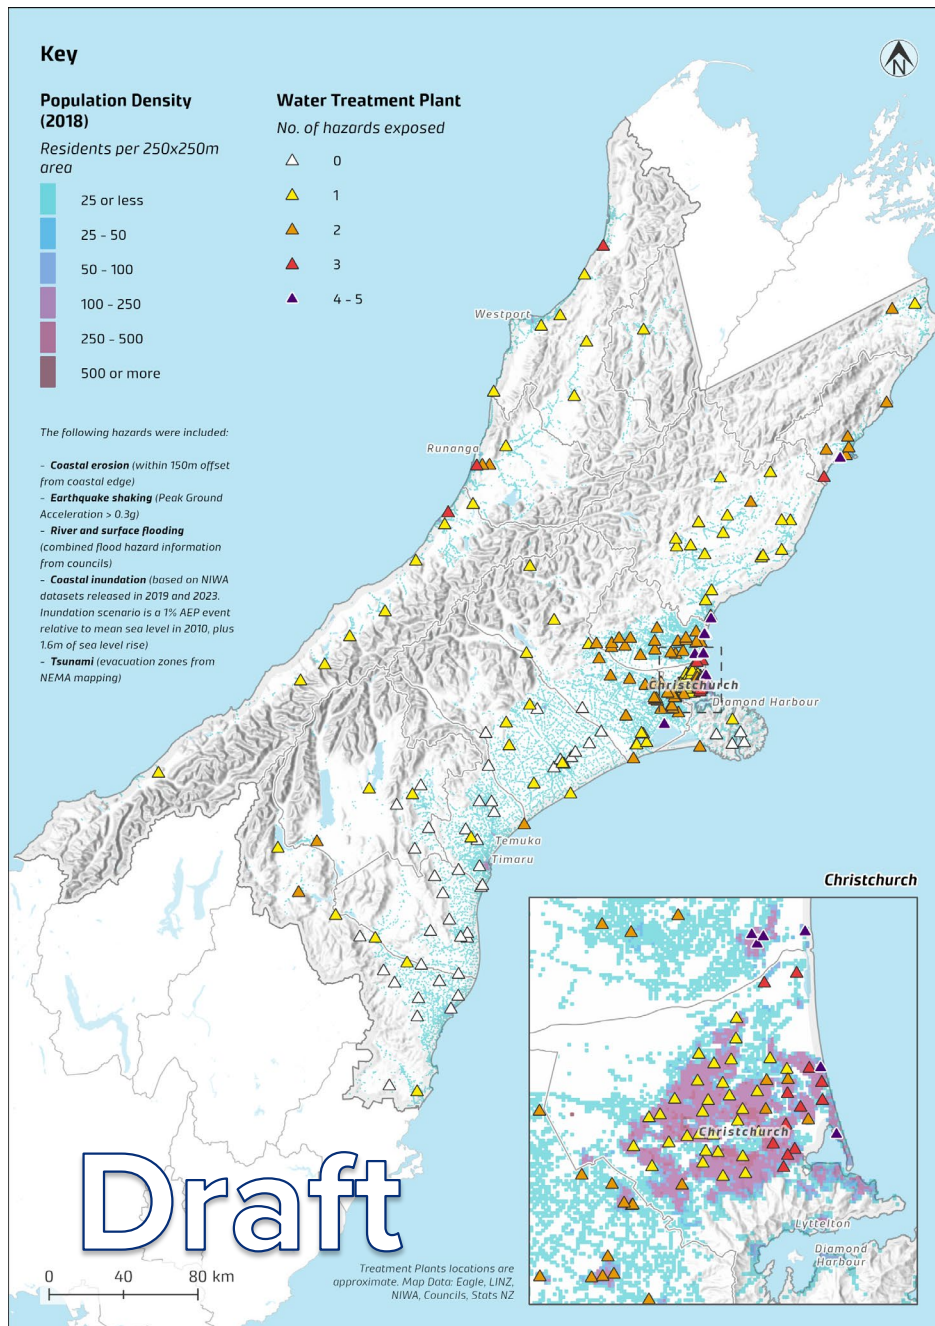 Key
Population Density
(2018)
Residents per 250x250m
area
25 or less
25 - 50
50 - 100
100 - 250
250 - 500
500 or more
Water Treatment Plant
No. of hazards exposed
0
1
2
3
4 - 5
The following hazards were included:
- Coastal erosion (within 150m offset
from coastal edge)
- Earthquake shaking (Peak Ground
Acceleration > 0.3g)
- River and surface flooding
(combined flood hazard information
from councils)
- Coastal inundation (based on NIWA
datasets released in 2019 and 2023.
Inundation scenario is a 1% AEP event
relative to mean sea level in 2010, plus
1.6m of sea level rise)
- Tsunami (evacuation zones from
NEMA mapping)
N
Westport
Runanga
Christchurch
Diamond Harbour
Temuka
Timaru
Christchurch
Christchurch
Lyttelton
Diamond
Harbour
Draft
0 40 80 km
Treatment Plants locations are
approximate. Map Data: Eagle, LINZ,
NIWA, Councils, Stats NZ